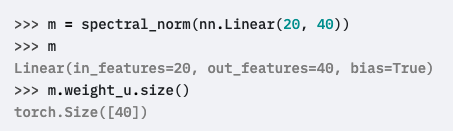 >>> m = spectral_norm(nn.Linear(20, 40))
>>> m
Linear(in_features=20, out_features=40, bias=True)
>>> m.weight_u.size()
torch.Size([40])